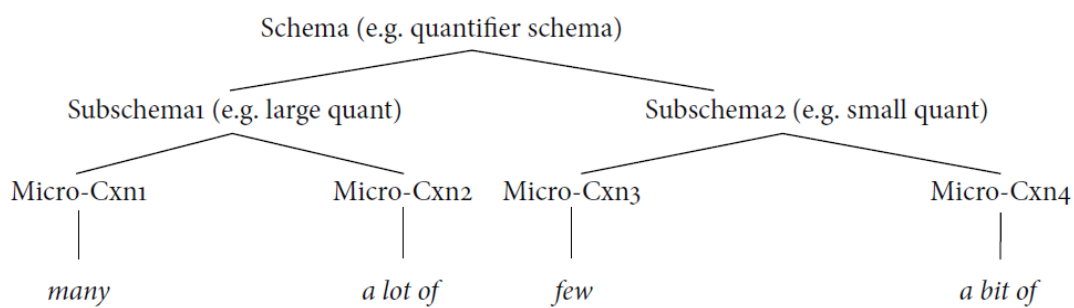 Schema (e.g. quantifier schema)
Subschema1 (e.g. large quant) Subschema2 (e.g. small quant)
Micro-Cxn1 Micro-Cxn2 Micro-Cxn3 Micro-Cxn4
many a lot of few a bit of